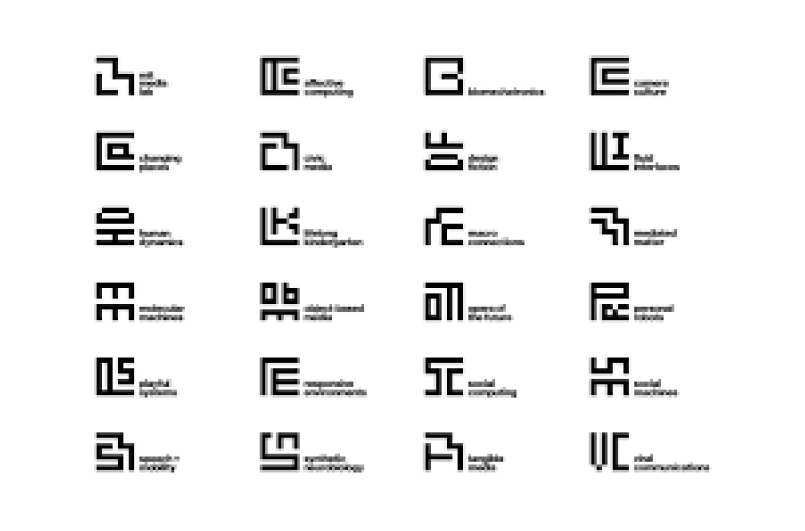 mit
media
lab
affective
computing
biomechatronics
camera
culture
changing
places
civic
media
design
fiction
fluid
interfaces
human
dynamics
lifelong
kindergarten
macro
connections
mediated
matter
molecular
machines
object-based
media
opera of
the future
personal
robots
playful
systems
responsive
environments
social
computing
social
machines
speech +
mobility
synthetic
neurobiology
tangible
media
viral
communications